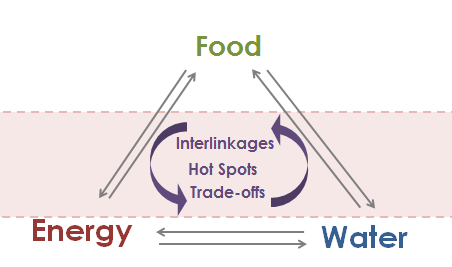 Food
Interlinkages
Hot Spots
Trade-offs
Energy
Water